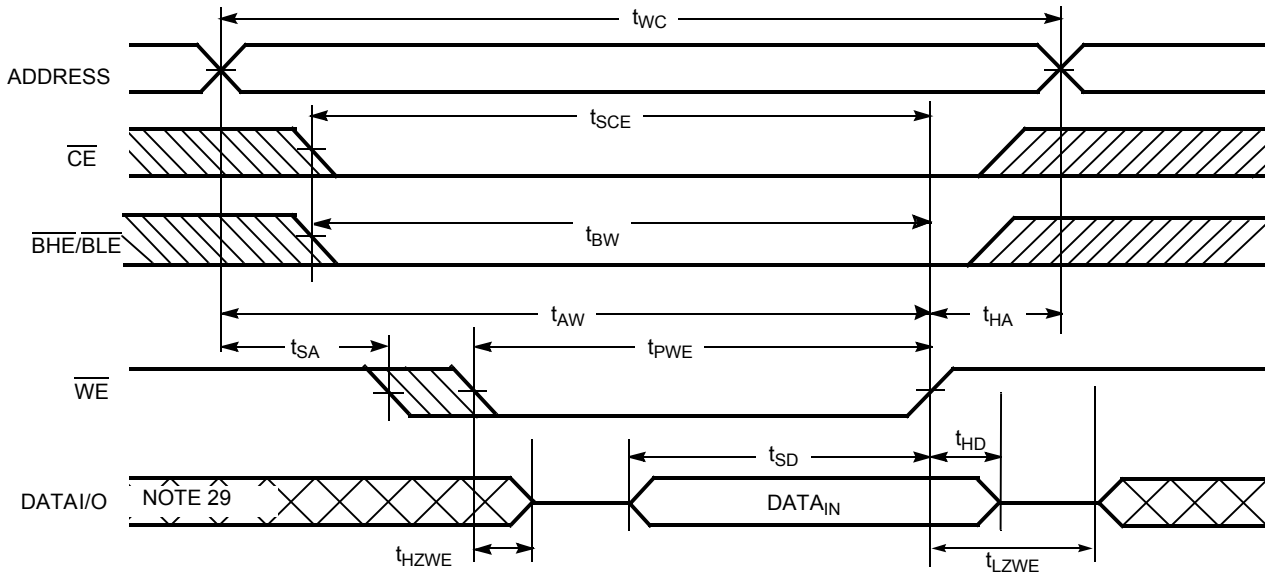 tWC
ADDRESS
tSCE
CE
tBW
BHE/BLE
tAW
tHA
tSA
tPWE
WE
tSD
tHD
DATAI/O
NOTE 29
DATAIN
tHZWE
tLZWE